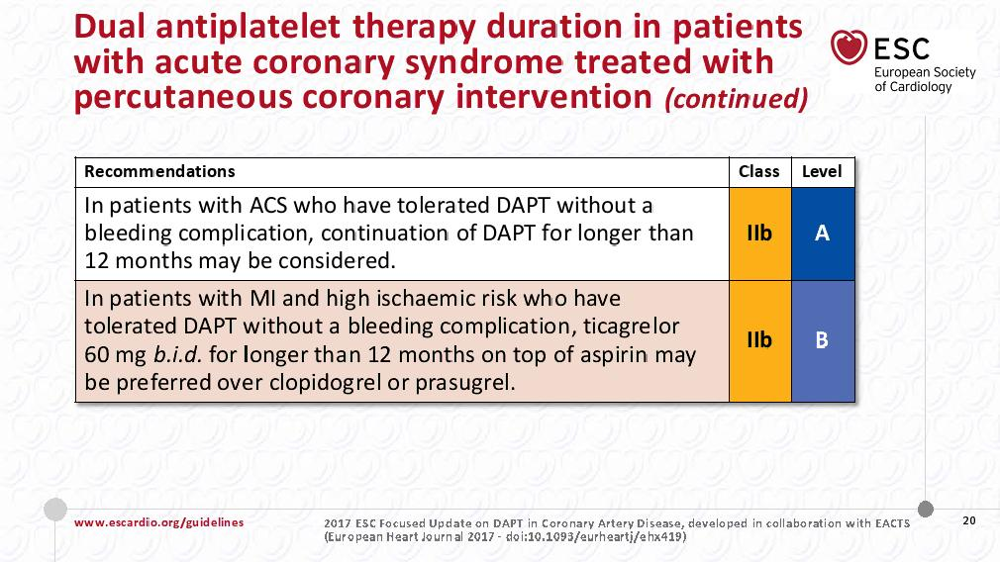 Dual antiplatelet therapy duration in patients
with acute coronary syndrome treated with
percutaneous coronary intervention (continued)
ESC
European Society
of Cardiology
Recommendations Class Level
In patients with ACS who have tolerated DAPT without a
bleeding complication, continuation of DAPT for longer than
12 months may be considered.
IIb A
In patients with MI and high ischaemic risk who have
tolerated DAPT without a bleeding complication, ticagrelor
60 mg b.i.d. for longer than 12 months on top of aspirin may
be preferred over clopidogrel or prasugrel.
IIb B
www.escardio.org/guidelines
2017 ESC Focused Update on DAPT in Coronary Artery Disease, developed in collaboration with EACTS
(European Heart Journal 2017 - doi:10.1093/eurheartj/ehx419)
20